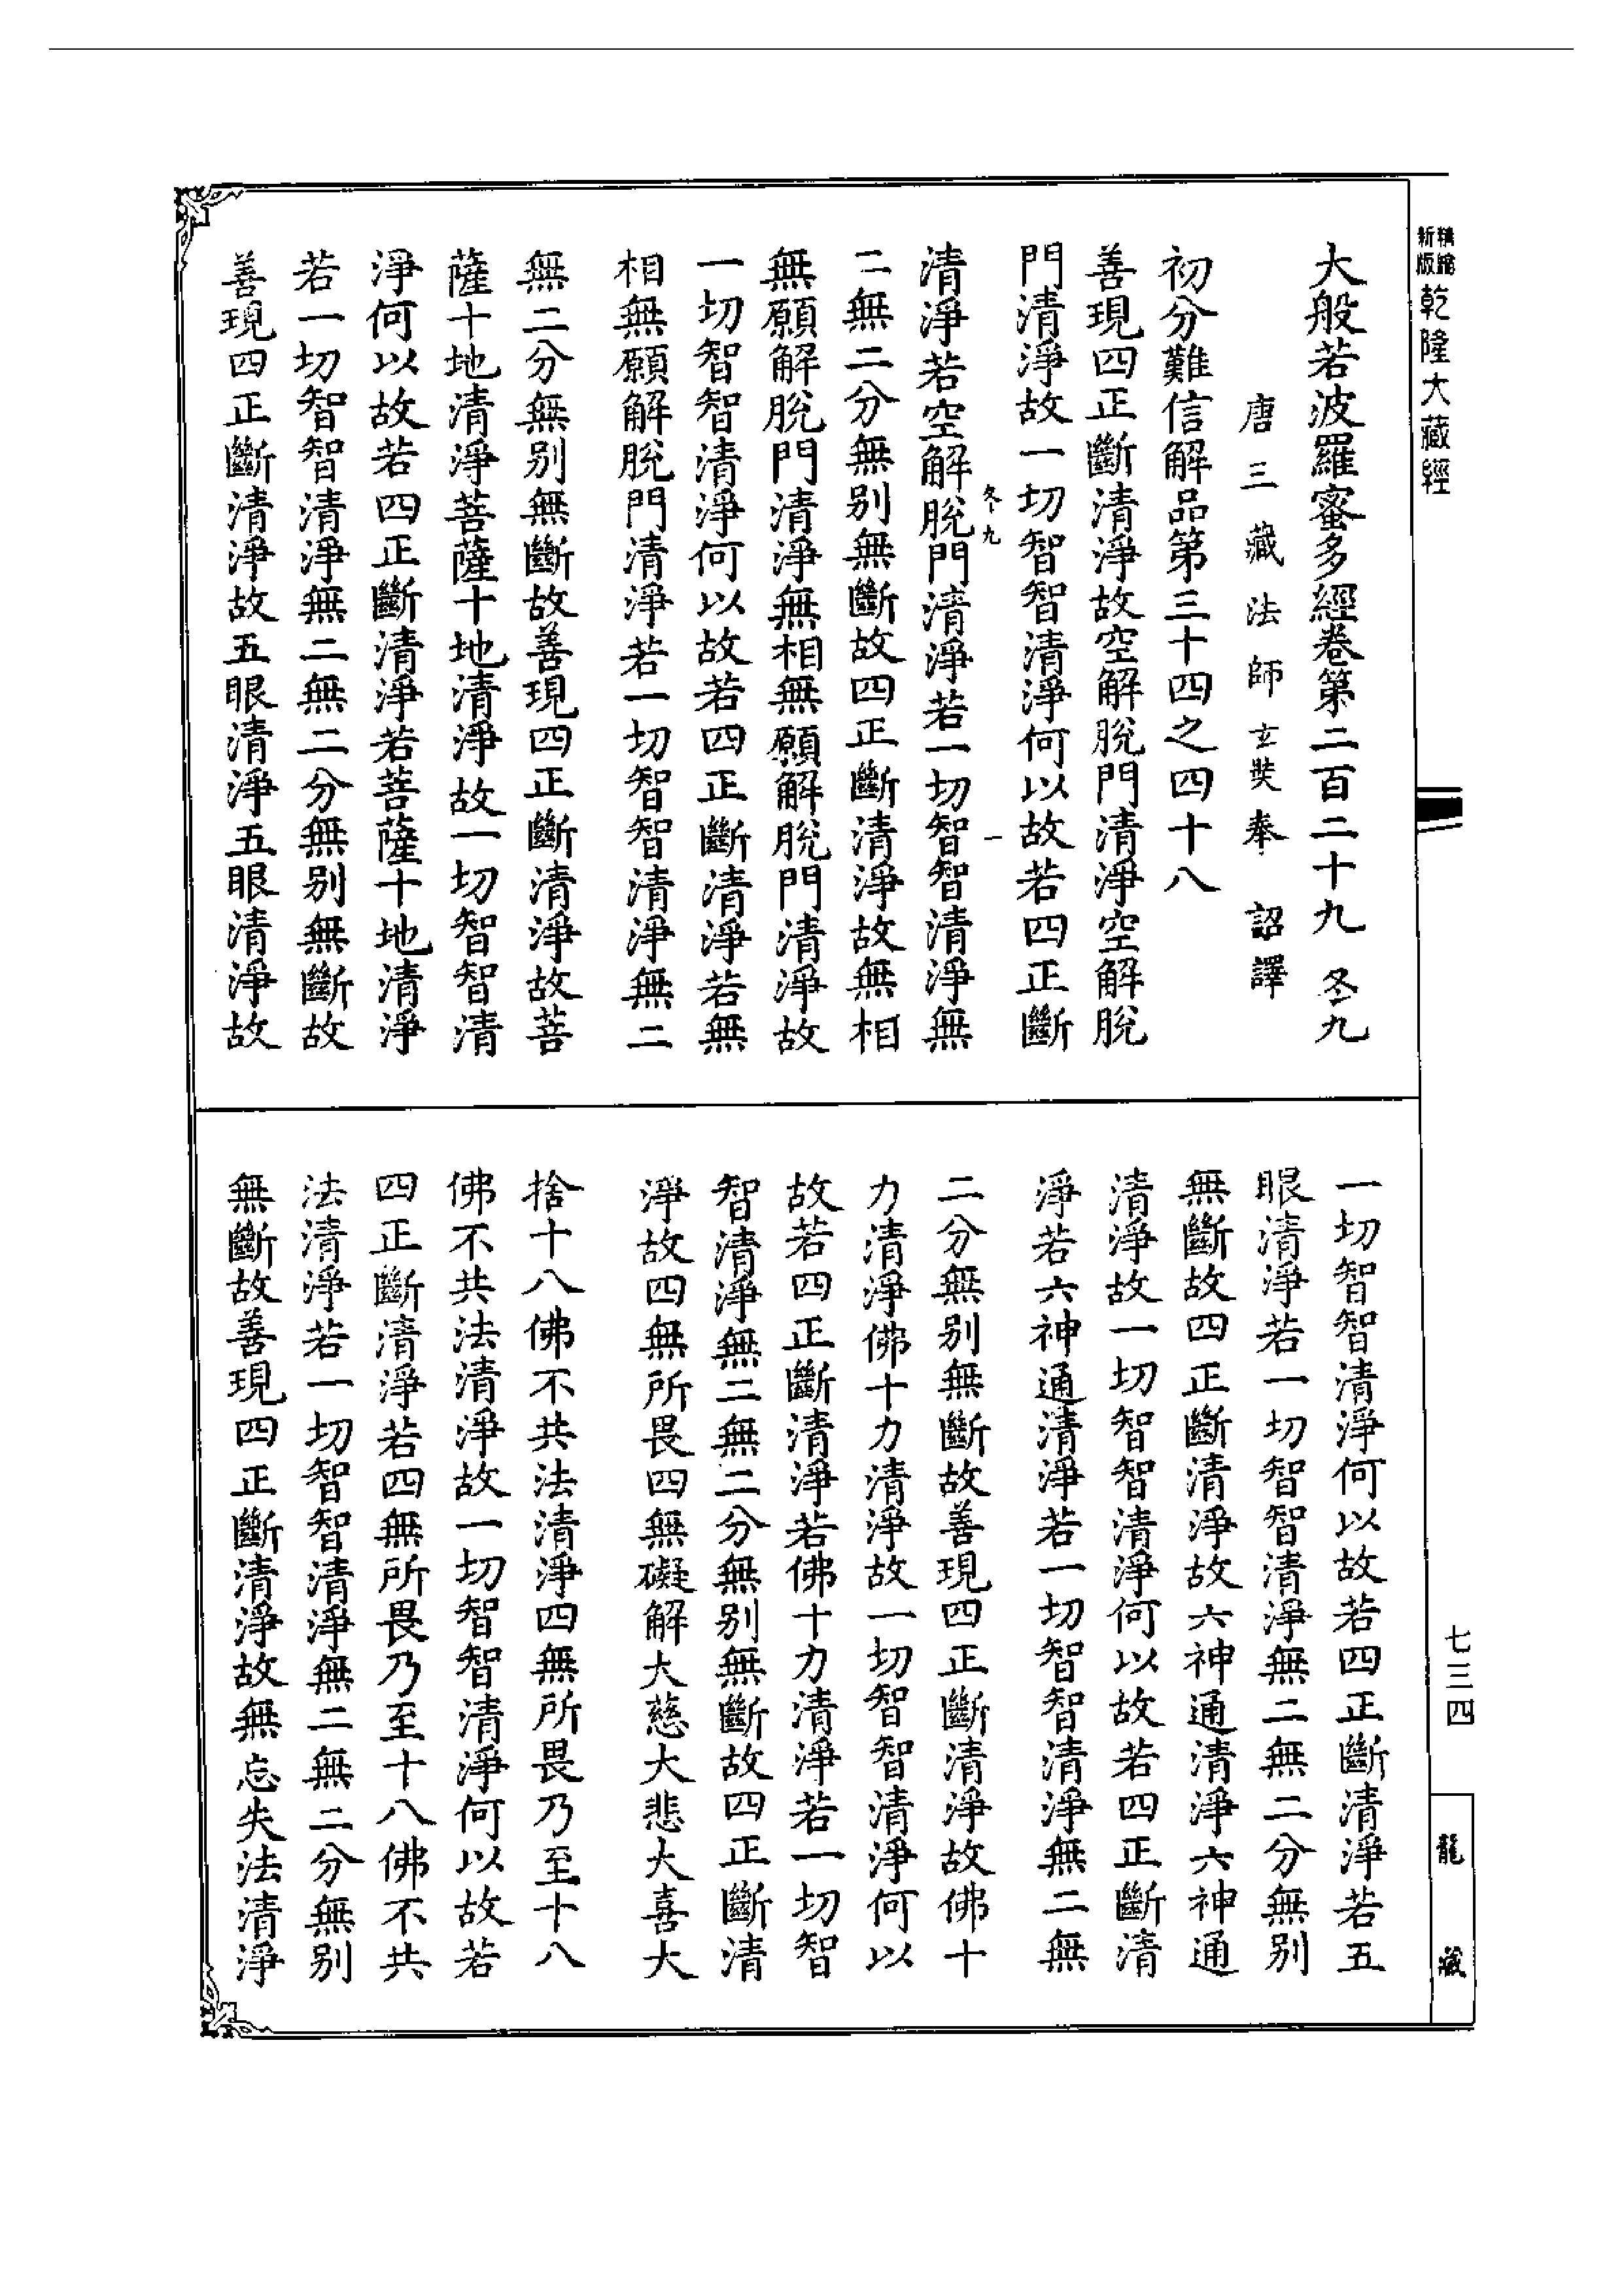 新版
精縮
乾隆大藏經
大般若波羅蜜多經卷第二百二十九 冬九
唐三藏法師玄奘奉 詔譯
初分難信解品第三十四之四十八
善現四正斷清淨故空解脫門清淨空解脫
門清淨故一切智智清淨何以故若四正斷
冬九 一
清淨若空解脫門清淨若一切智智清淨無
二無二分無別無斷故四正斷清淨故無相
無願解脫門清淨無相無願解脫門清淨故
一切智智清淨何以故若四正斷清淨若無
相無願解脫門清淨若一切智智清淨無二
無二分無別無斷故善現四正斷清淨故菩
薩十地清淨菩薩十地清淨故一切智智清
淨何以故若四正斷清淨若菩薩十地清淨
若一切智智清淨無二無二分無別無斷故
善現四正斷清淨故五眼清淨五眼清淨故
一切智智清淨何以故若四正斷清淨若五
眼清淨若一切智智清淨無二無二分無別
無斷故四正斷清淨故六神通清淨六神通
清淨故一切智智清淨何以故若四正斷清
淨若六神通清淨若一切智智清淨無二無
二分無別無斷故善現四正斷清淨故佛十
力清淨佛十力清淨故一切智智清淨何以
故若四正斷清淨若佛十力清淨若一切智
智清淨無二無二分無別無斷故四正斷清
淨故四無所畏四無礙解大慈大悲大喜大
捨十八佛不共法清淨四無所畏乃至十八
佛不共法清淨故一切智智清淨何以故若
四正斷清淨若四無所畏乃至十八佛不共
法清淨若一切智智清淨無二無二分無別
無斷故善現四正斷清淨故無忘失法清淨
七三四
龍藏